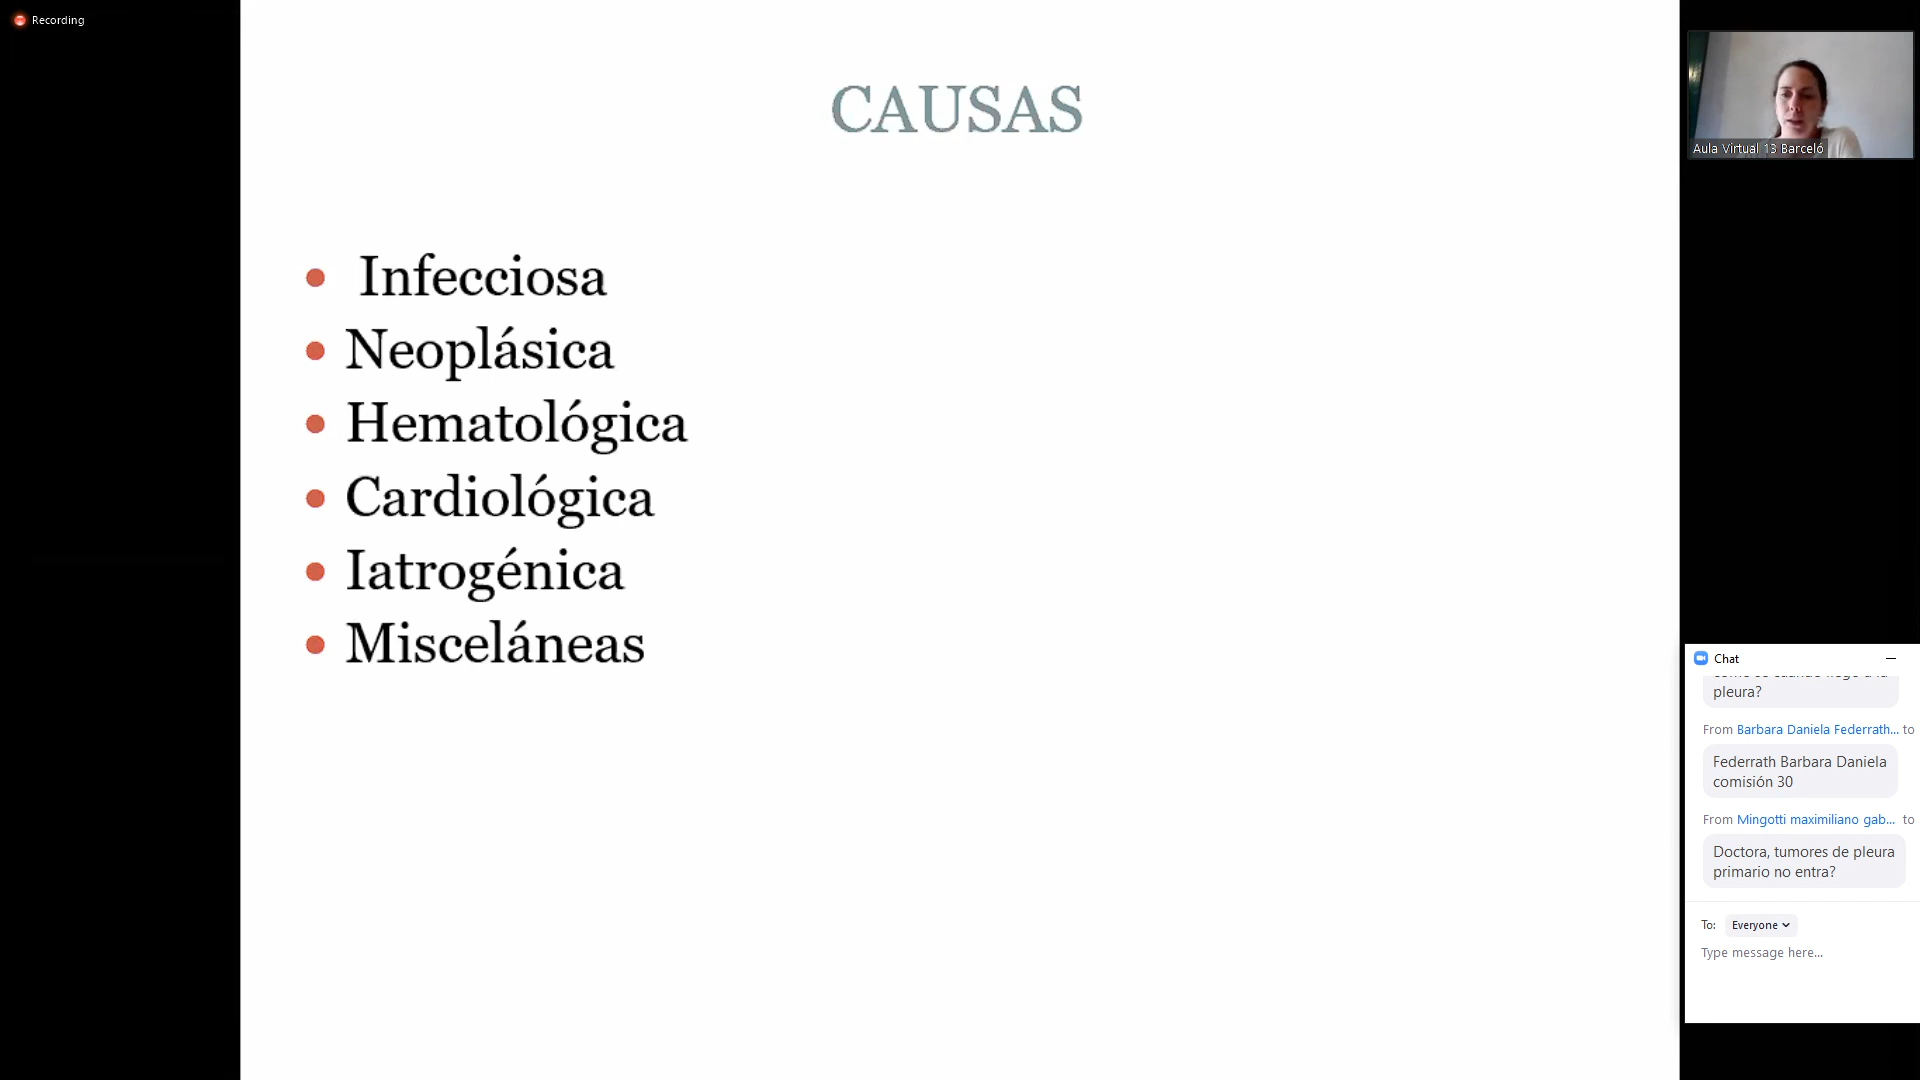 Recording
CAUSAS
• Infecciosa
• Neoplásica
• Hematológica
• Cardiológica
• Iatrogénica
• Misceláneas
Aula Virtual 13 Barceló
Chat
pleura?
From Barbara Daniela Federrath... to
Federrath Barbara Daniela
comisión 30
From Mingotti maximiliano gab... to
Doctora, tumores de pleura
primario no entra?
To: Everyone
Type message here...